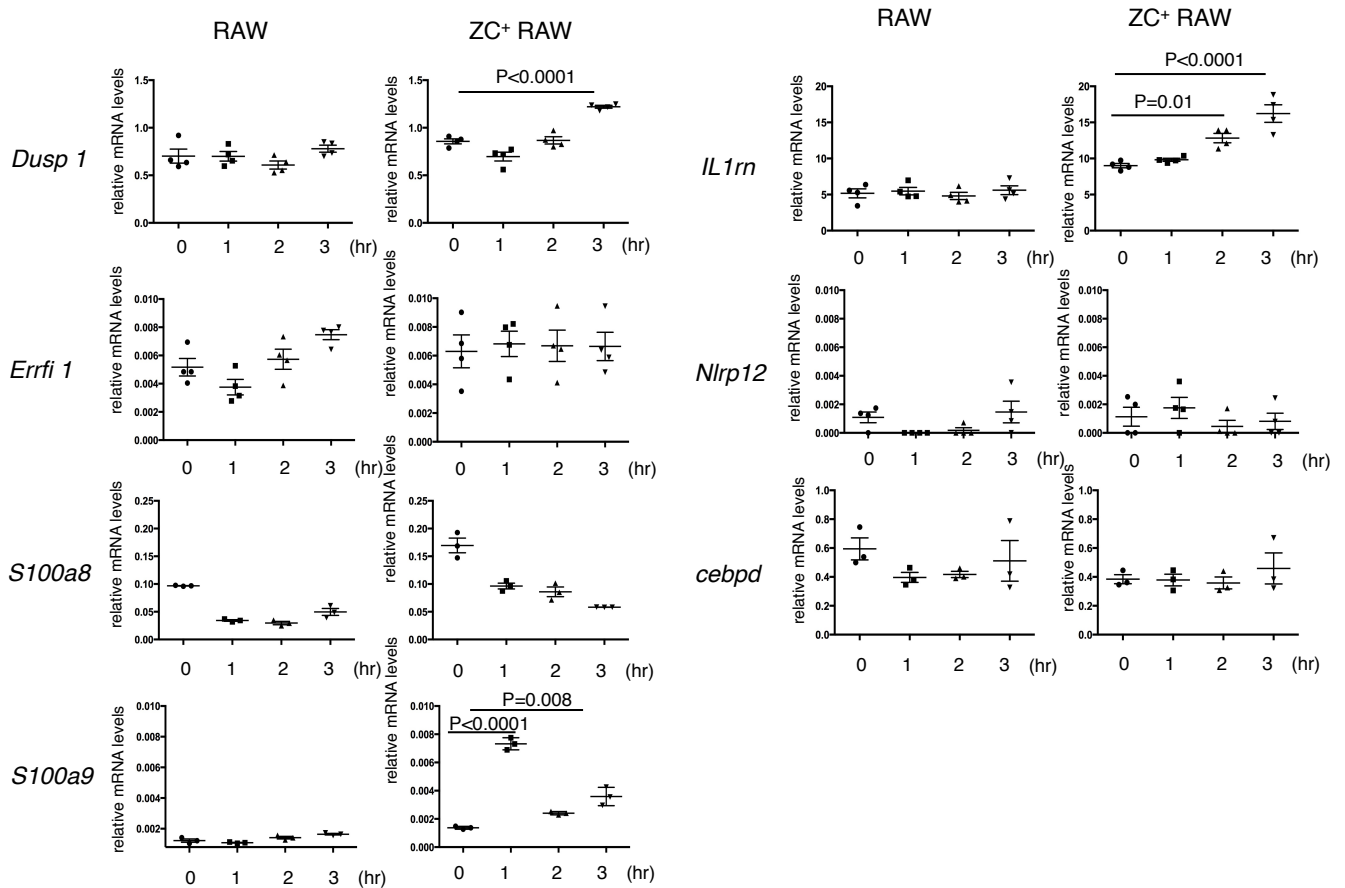 RAW
ZC⁺ RAW
Dusp 1
relative mRNA levels
1.5
1.0
0.5
0.0
0 1 2 3 (hr)
relative mRNA levels
P<0.0001
1.5
1.0
0.5
0.0
0 1 2 3 (hr)
Errfi 1
relative mRNA levels
0.010
0.008
0.006
0.004
0.002
0.000
0 1 2 3 (hr)
relative mRNA levels
0.010
0.008
0.006
0.004
0.002
0.000
0 1 2 3 (hr)
S100a8
relative mRNA levels
0.25
0.20
0.15
0.10
0.05
0.00
0 1 2 3 (hr)
relative mRNA levels
0.25
0.20
0.15
0.10
0.05
0.00
0 1 2 3 (hr)
S100a9
relative mRNA levels
0.010
0.008
0.006
0.004
0.002
0 1 2 3 (hr)
relative mRNA levels
P=0.008
P<0.0001
0.010
0.008
0.006
0.004
0.002
0.000
0 1 2 3 (hr)
RAW
ZC⁺ RAW
IL1rn
relative mRNA levels
20
15
10
5
0
0 1 2 3 (hr)
relative mRNA levels
P<0.0001
P=0.01
20
15
10
5
0
0 1 2 3 (hr)
Nlrp12
relative mRNA levels
0.010
0.008
0.006
0.004
0.002
0.000
0 1 2 3 (hr)
relative mRNA levels
0.010
0.008
0.006
0.004
0.002
0.000
0 1 2 3 (hr)
cebpd
relative mRNA levels
1.0
0.8
0.6
0.4
0.2
0.0
0 1 2 3 (hr)
relative mRNA levels
1.0
0.8
0.6
0.4
0.2
0.0
0 1 2 3 (hr)